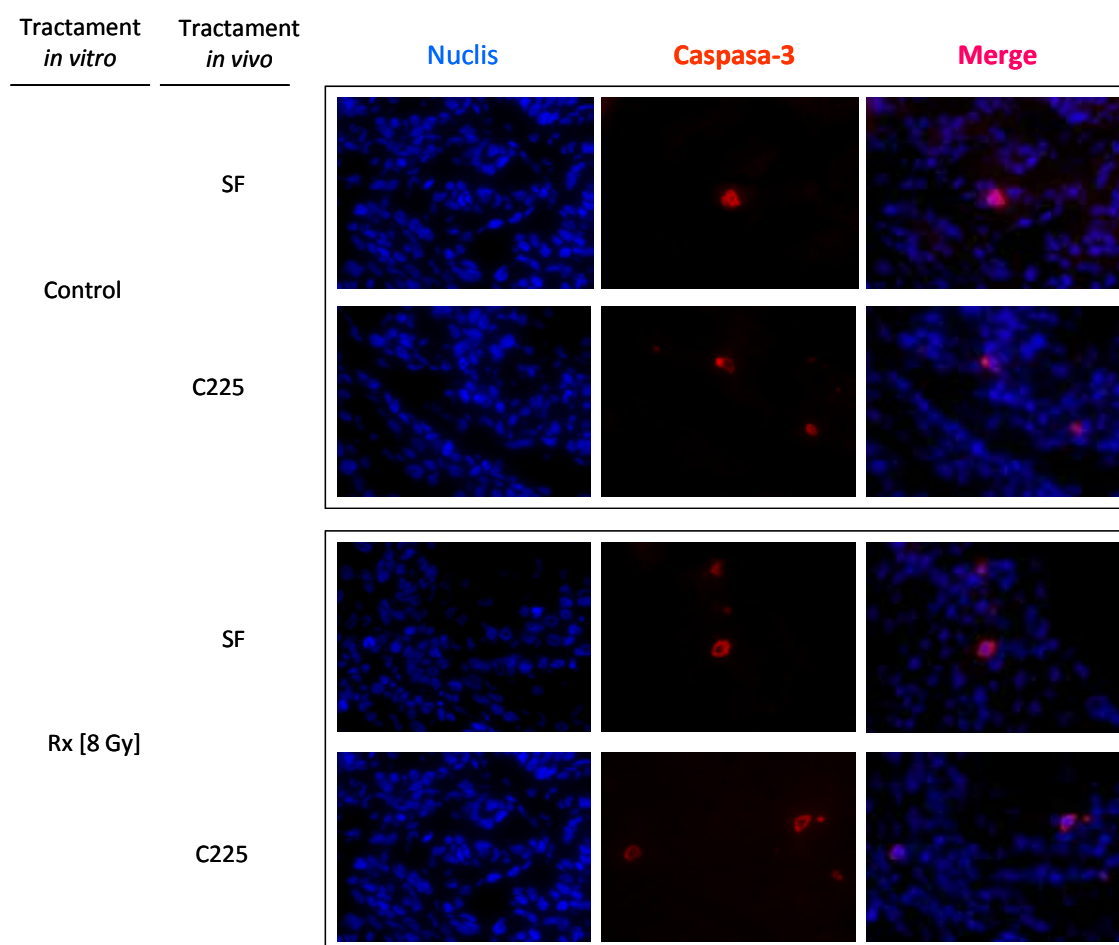 Tractament
in vitro
Tractament
in vivo
Nuclis
Caspasa-3
Merge
SF
Control
C225
SF
Rx [8 Gy]
C225